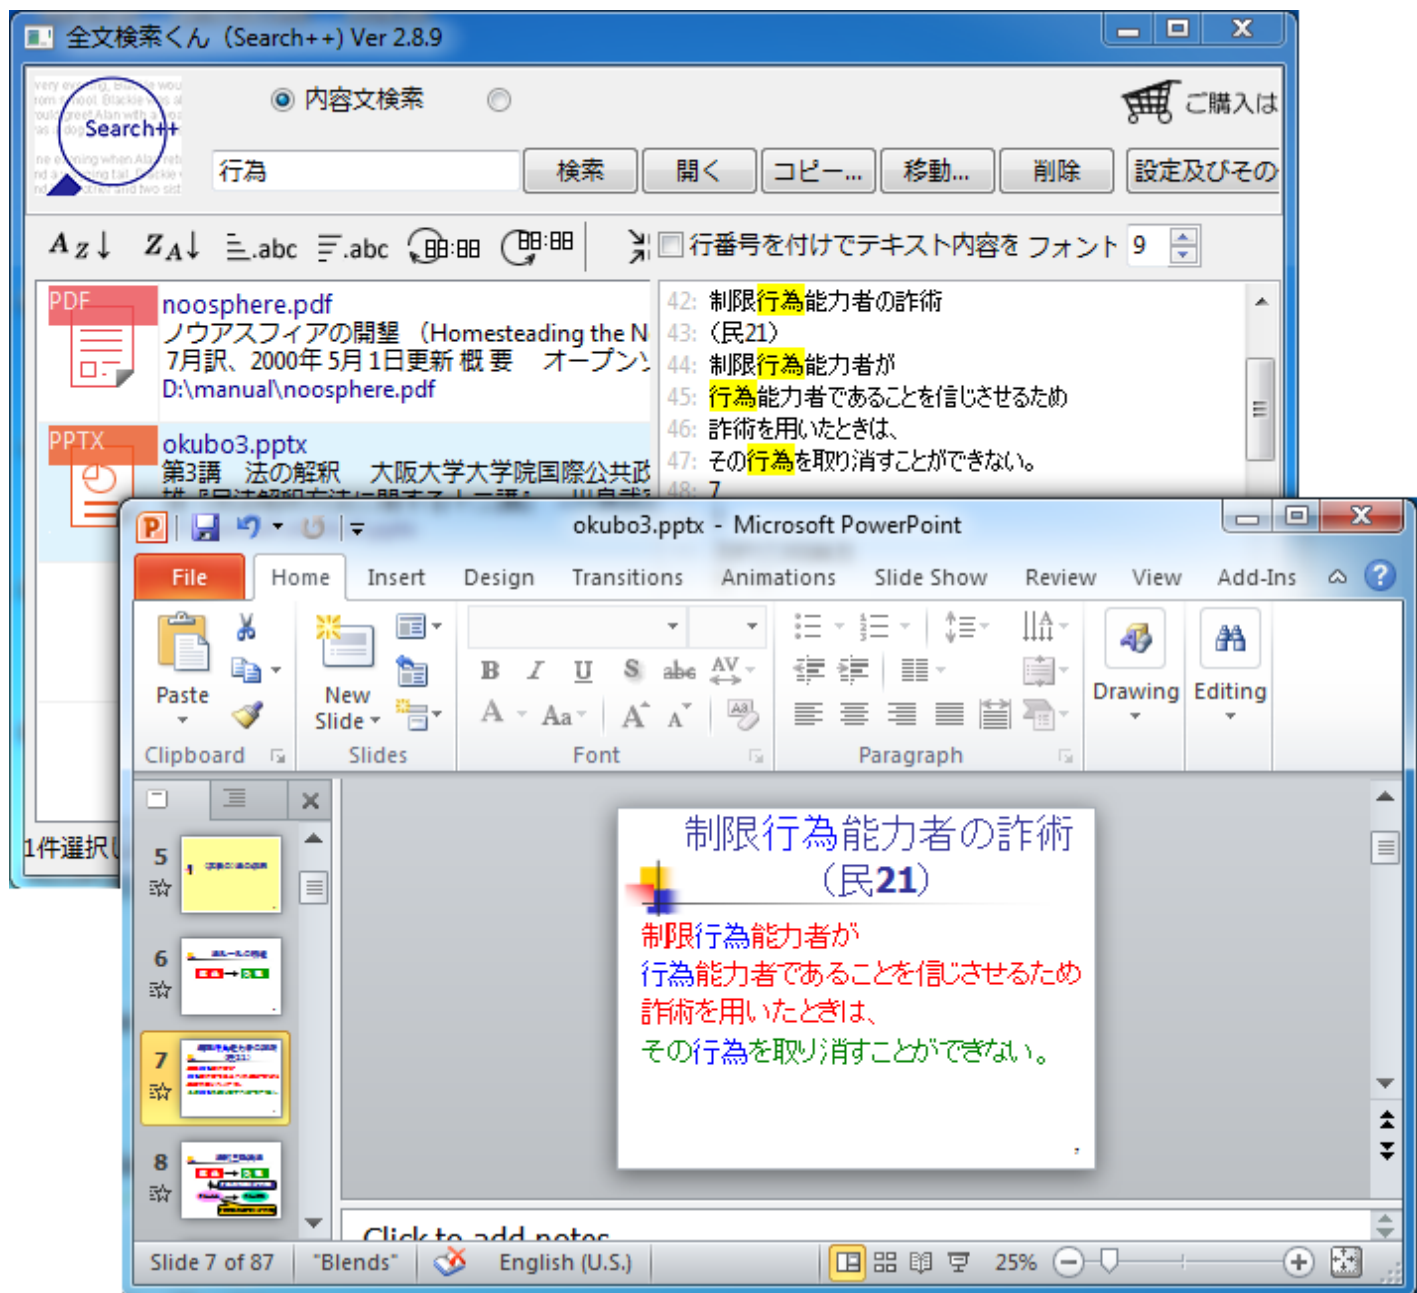 全文検索くん（Search++) Ver 2.8.9
Search++
内容文検索
ご購入は
行為
検索
開く
コピー...
移動...
削除
設定及びその
AZ↓ ZA↓ .abc .abc 88:88 88:88
行番号を付けでテキスト内容を フォント 9
PDF
noosphere.pdf
ノウアスフィアの開墾 （Homesteading the N
7月訳、2000年 5月 1日更新 概 要 オープンソ
D:\manual\noosphere.pdf
PPTX
okubo3.pptx
第3講 法の解釈 大阪大学大学院国際公共政
42: 制限行為能力者の詐術
43: （民21）
44: 制限行為能力者が
45: 行為能力者であることを信じさせるため
46: 詐術を用いたときは、
47: その行為を取り消すことができない。
48: 7
1件選択し
okubo3.pptx - Microsoft PowerPoint
File Home Insert Design Transitions Animations Slide Show Review View Add-Ins
Paste
New Slide
Drawing
Editing
Clipboard Slides Font Paragraph
5
6
7
8
制限行為能力者の詐術
（民21）
制限行為能力者が
行為能力者であることを信じさせるため
詐術を用いたときは、
その行為を取り消すことができない。
7
Click to add notes
Slide 7 of 87 "Blends" English (U.S.) 25%